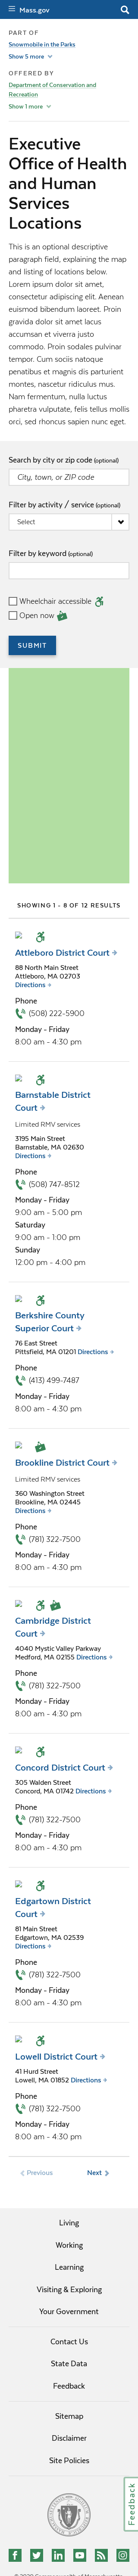 Mass.gov
PART OF
Snowmobile in the Parks
Show 5 more
OFFERED BY
Department of Conservation and
Recreation
Show 1 more
Executive
Office of Health
and Human
Services
Locations
This is an optional descriptive
paragraph field, explaining the map
and list of locations below. Lorem
ipsum lorem dolor sit amet,
consectetur adipiscing elit. Aenean
euismod bibendum laoreet. Proin
gravida dolor sit amet lacus
accumsan et viverra justo
commodo. Proin sodales pulvinar
tempor. Cum sociis natoque
penatibus et magnis dis parturient
montes, nascetur ridiculus mus.
Nam fermentum, nulla luctus
pharetra vulputate, felis tellus mollis
orci, sed rhoncus sapien nunc eget.
Search by city or zip code (optional)
City, town, or ZIP code
Filter by activity / service (optional)
Select
Filter by keyword (optional)
Wheelchair accessible
Open now
SUBMIT
SHOWING 1 - 8 OF 12 RESULTS
Attleboro District Court
88 North Main Street
Attleboro, MA 02703
Directions
Phone
(508) 222-5900
Monday - Friday
8:00 am - 4:30 pm
Barnstable District
Court
Limited RMV services
3195 Main Street
Barnstable, MA 02630
Directions
Phone
(508) 747-8512
Monday - Friday
9:00 am - 5:00 pm
Saturday
9:00 am - 1:00 pm
Sunday
12:00 pm - 4:00 pm
Berkshire County
Superior Court
76 East Street
Pittsfield, MA 01201 Directions
Phone
(413) 499-7487
Monday - Friday
8:00 am - 4:30 pm
Brookline District Court
Limited RMV services
360 Washington Street
Brookline, MA 02445
Directions
Phone
(781) 322-7500
Monday - Friday
8:00 am - 4:30 pm
Cambridge District
Court
4040 Mystic Valley Parkway
Medford, MA 02155 Directions
Phone
(781) 322-7500
Monday - Friday
8:00 am - 4:30 pm
Concord District Court
305 Walden Street
Concord, MA 01742 Directions
Phone
(781) 322-7500
Monday - Friday
8:00 am - 4:30 pm
Edgartown District
Court
81 Main Street
Edgartown, MA 02539
Directions
Phone
(781) 322-7500
Monday - Friday
8:00 am - 4:30 pm
Lowell District Court
41 Hurd Street
Lowell, MA 01852 Directions
Phone
(781) 322-7500
Monday - Friday
8:00 am - 4:30 pm
Previous
Next
Living
Working
Learning
Visiting & Exploring
Your Government
Contact Us
State Data
Feedback
Sitemap
Disclaimer
Site Policies
Feedback